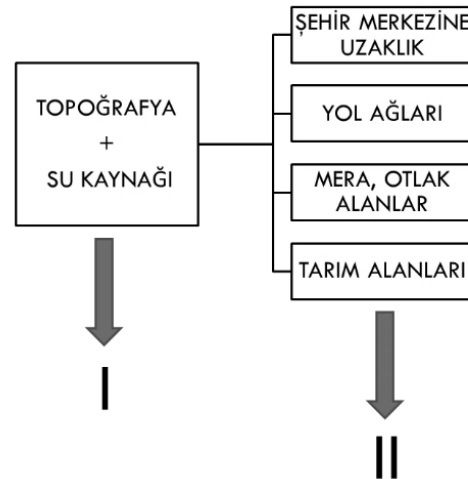 ŞEHİR MERKEZİNE
UZAKLIK
TOPOĞRAFYA
+
SU KAYNAĞI
YOL AĞLARI
MERA, OTLAK
ALANLAR
TARIM ALANLARI
I
II